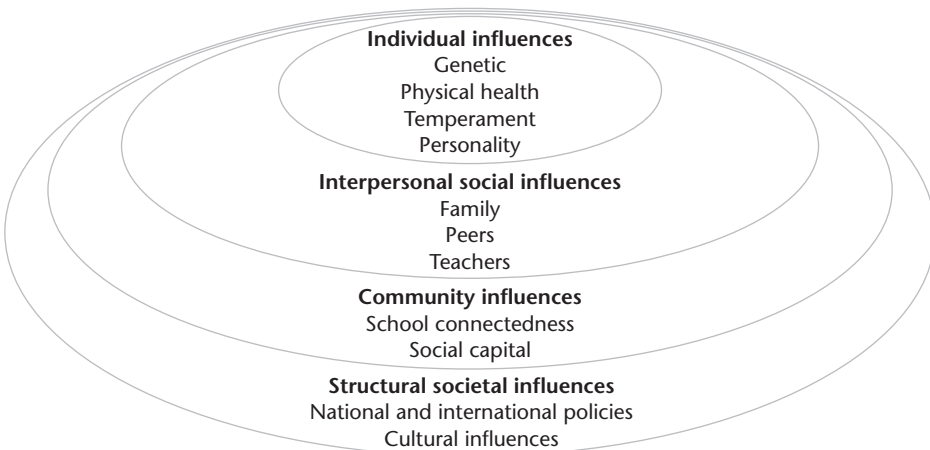 Individual influences
Genetic
Physical health
Temperament
Personality
Interpersonal social influences
Family
Peers
Teachers
Community influences
School connectedness
Social capital
Structural societal influences
National and international policies
Cultural influences